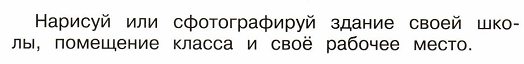 Нарисуй или сфотографируй здание своей шко-
лы, помещение класса и своё рабочее место.